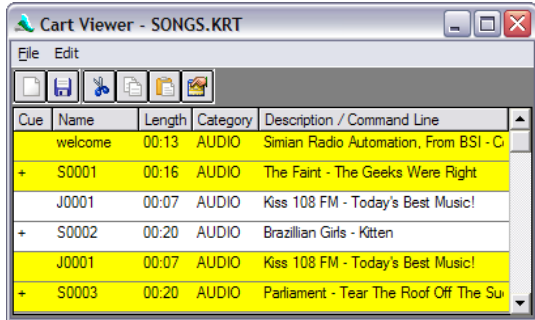 Cart Viewer - SONGS.KRT
File Edit
Cue Name Length Category Description / Command Line
welcome 00:13 AUDIO Simian Radio Automation, From BSI -
+ S0001 00:16 AUDIO The Faint - The Geeks Were Right
J0001 00:07 AUDIO Kiss 108 FM - Today's Best Music!
+ S0002 00:20 AUDIO Brazillian Girls - Kitten
J0001 00:07 AUDIO Kiss 108 FM - Today's Best Music!
+ S0003 00:20 AUDIO Parliament - Tear The Roof Off The